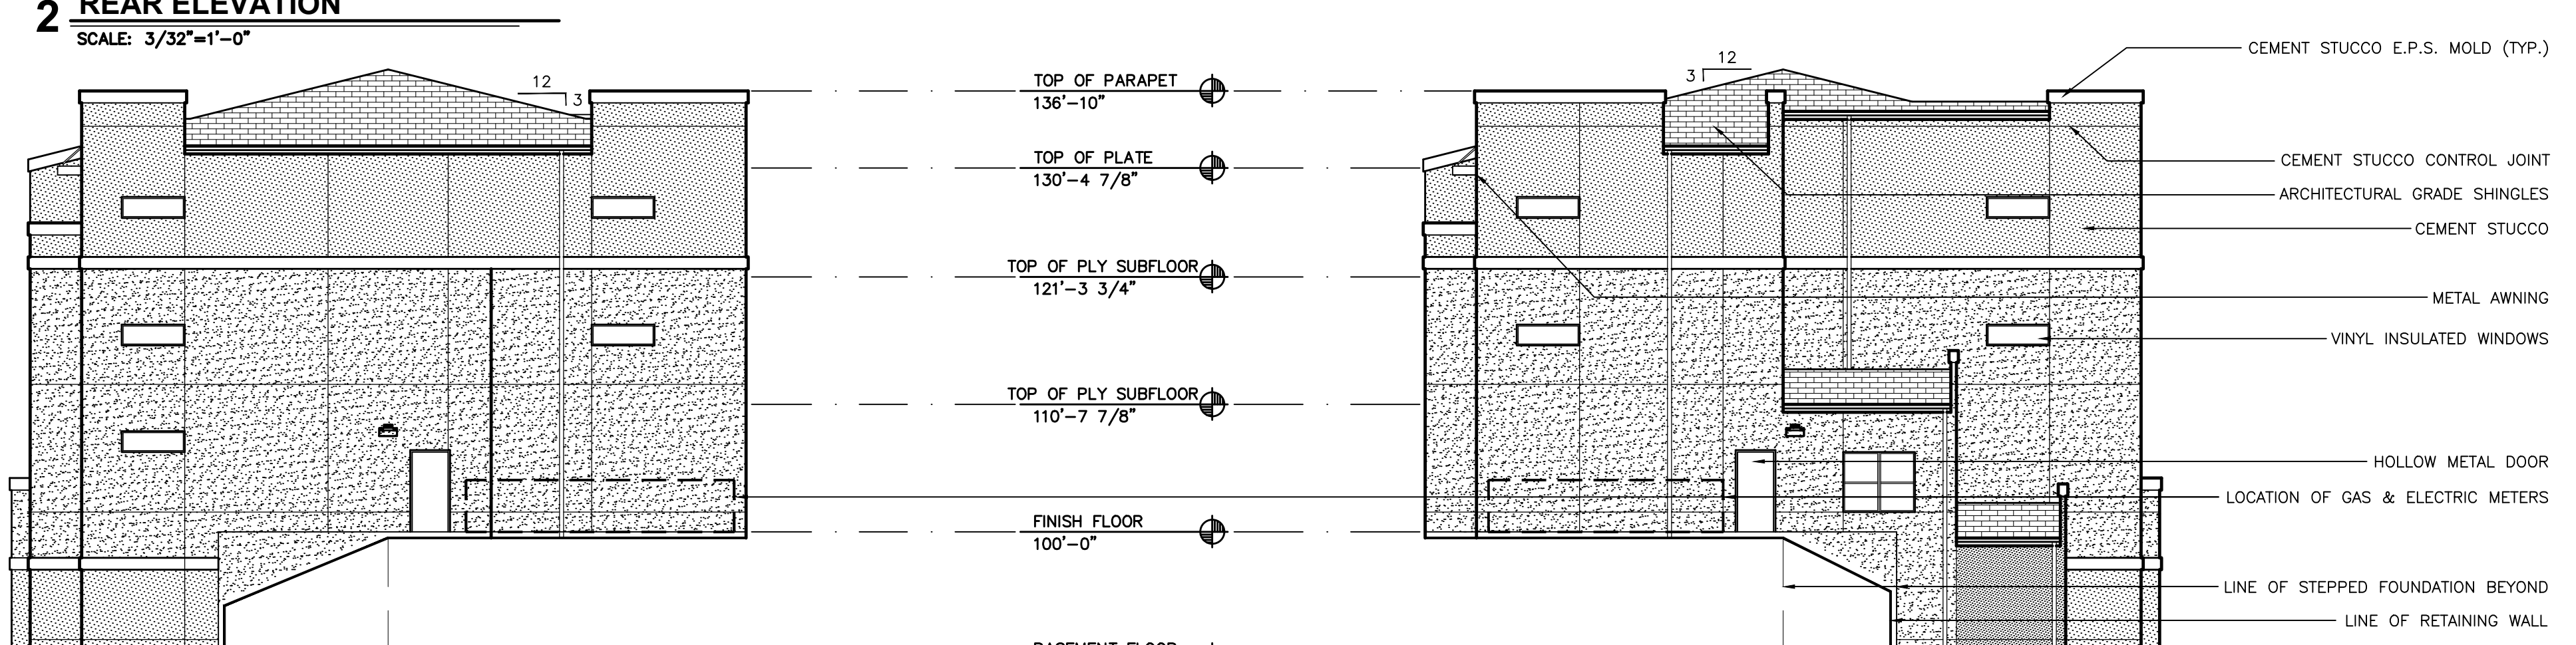 2 REAR ELEVATION
SCALE: 3/32"=1'-0"
12
3
TOP OF PARAPET
136'-10"
TOP OF PLATE
130'-4 7/8"
TOP OF PLY SUBFLOOR
121'-3 3/4"
TOP OF PLY SUBFLOOR
110'-7 7/8"
FINISH FLOOR
100'-0"
BASEMENT FLOOR
12
3
CEMENT STUCCO E.P.S. MOLD (TYP.)
CEMENT STUCCO CONTROL JOINT
ARCHITECTURAL GRADE SHINGLES
CEMENT STUCCO
METAL AWNING
VINYL INSULATED WINDOWS
HOLLOW METAL DOOR
LOCATION OF GAS & ELECTRIC METERS
LINE OF STEPPED FOUNDATION BEYOND
LINE OF RETAINING WALL